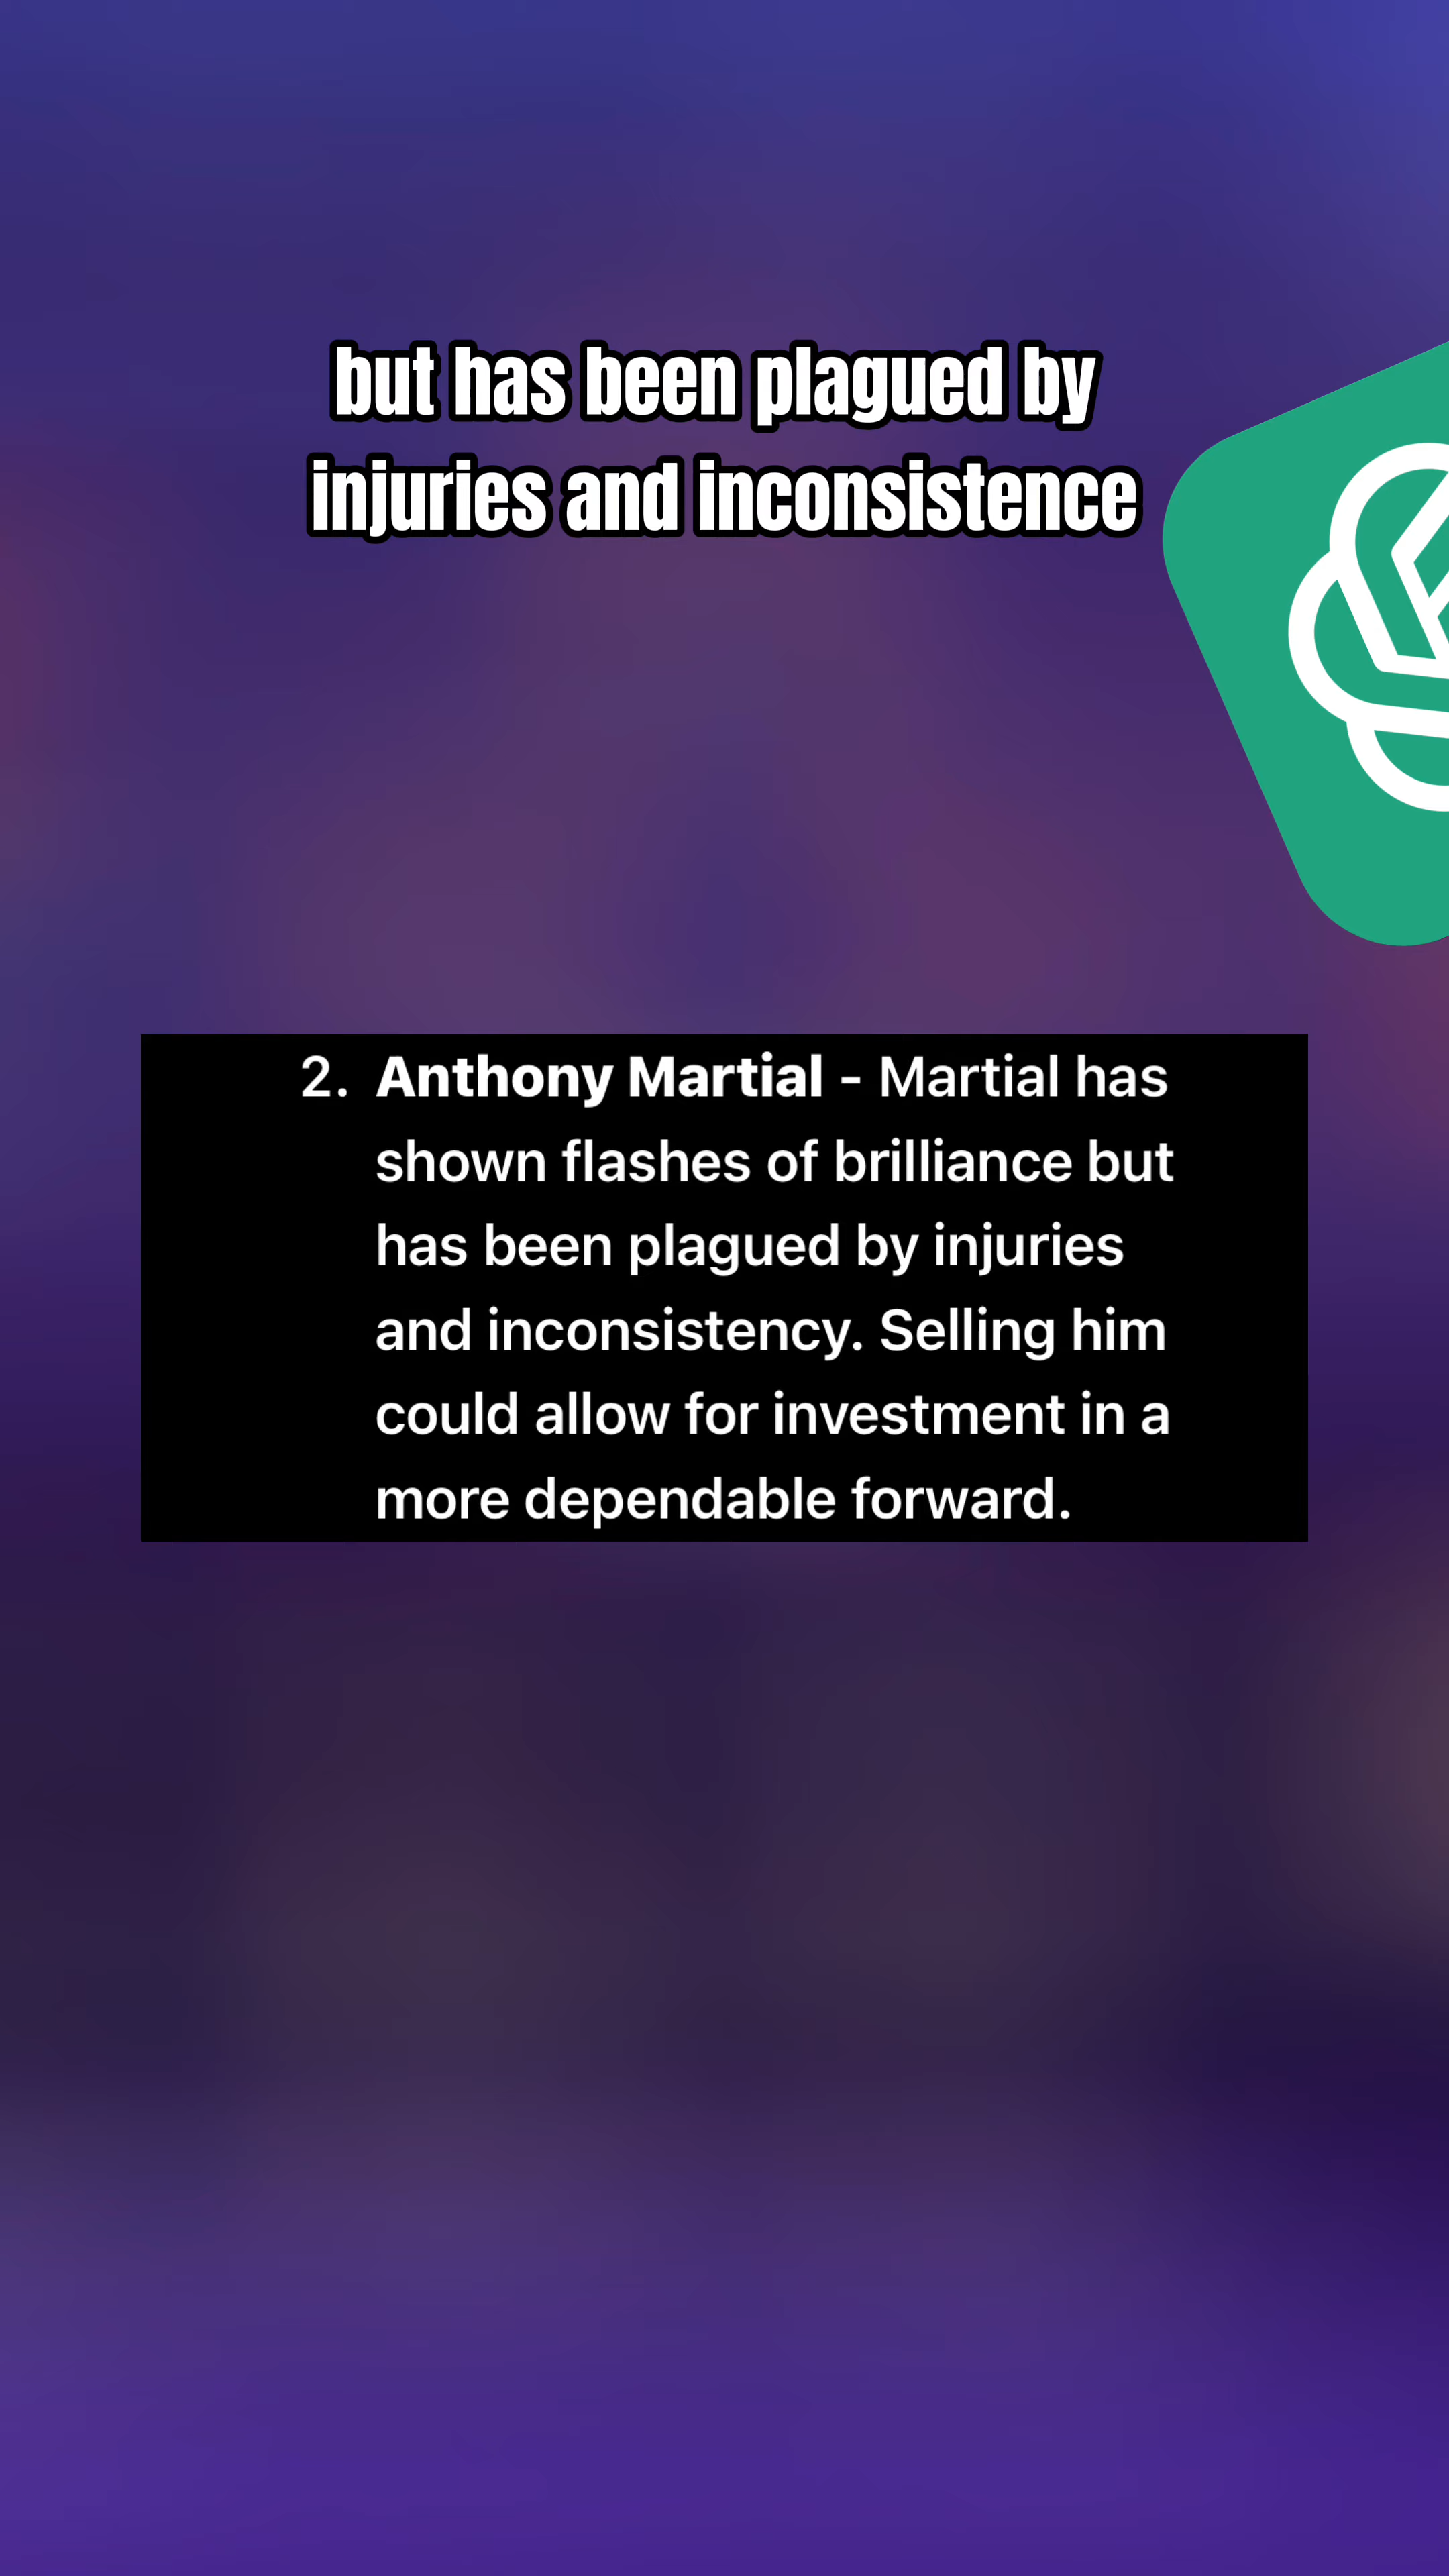 but has been plagued by
injuries and inconsistence
2. Anthony Martial - Martial has
shown flashes of brilliance but
has been plagued by injuries
and inconsistency. Selling him
could allow for investment in a
more dependable forward.